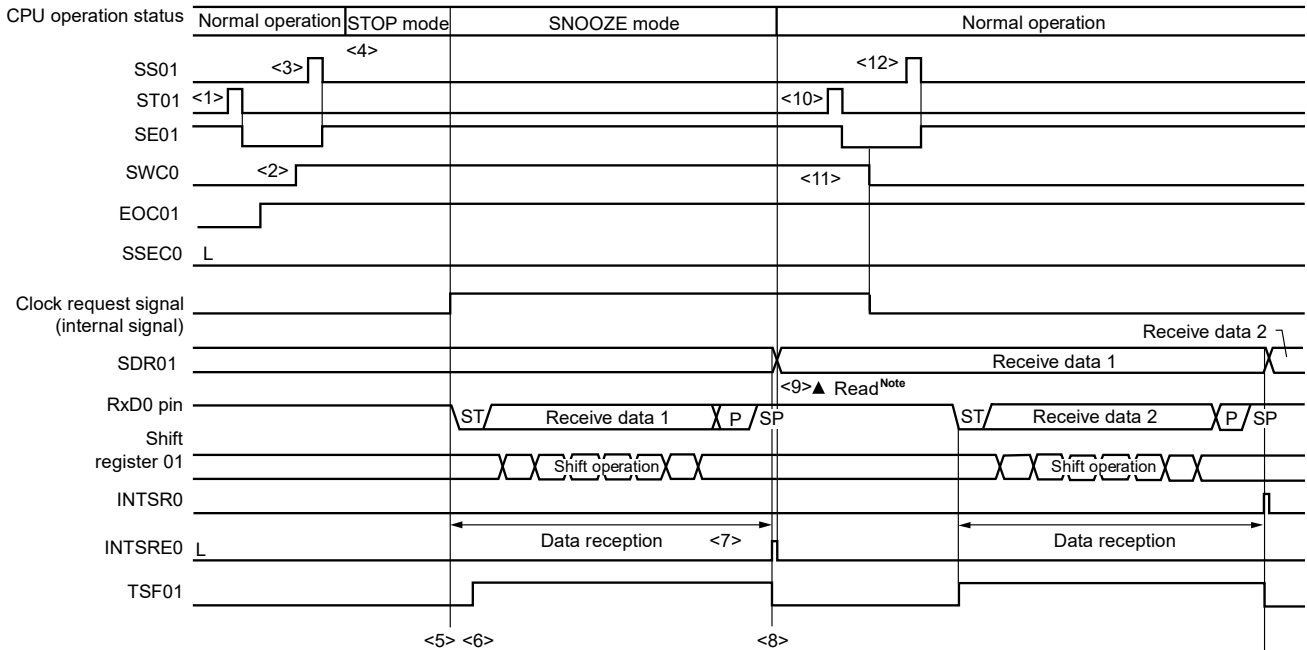 CPU operation status
Normal operation
STOP mode
SNOOZE mode
Normal operation
<4>
SS01
<3>
<12>
ST01
<1>
<10>
SE01
SWC0
<2>
<11>
EOC01
SSEC0
L
Clock request signal
(internal signal)
Receive data 2
SDR01
Receive data 1
<9>▲ Read Note
RxD0 pin
ST
Receive data 1
P
SP
ST
Receive data 2
P
SP
Shift
register 01
Shift operation
Shift operation
INTSR0
Data reception
<7>
Data reception
INTSRE0
L
TSF01
<5>
<6>
<8>